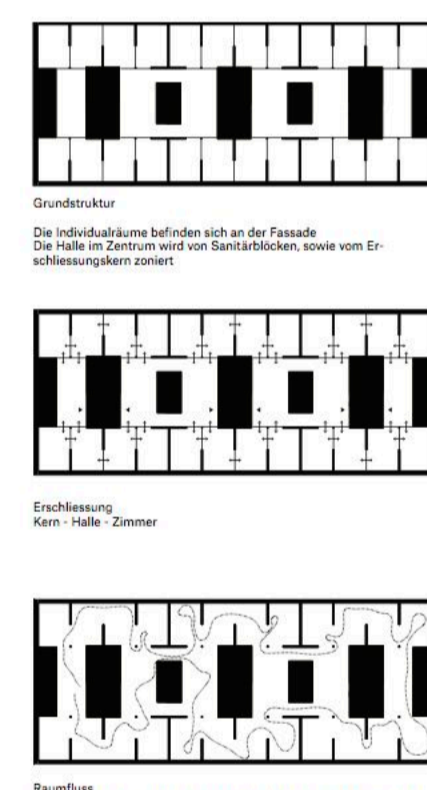 Grundstruktur
Die Individualräume befinden sich an der Fassade
Die Halle im Zentrum wird von Sanitärblöcken, sowie vom Er-
schliessungskern zoniert
Erschliessung
Kern - Halle - Zimmer
Raumfluss